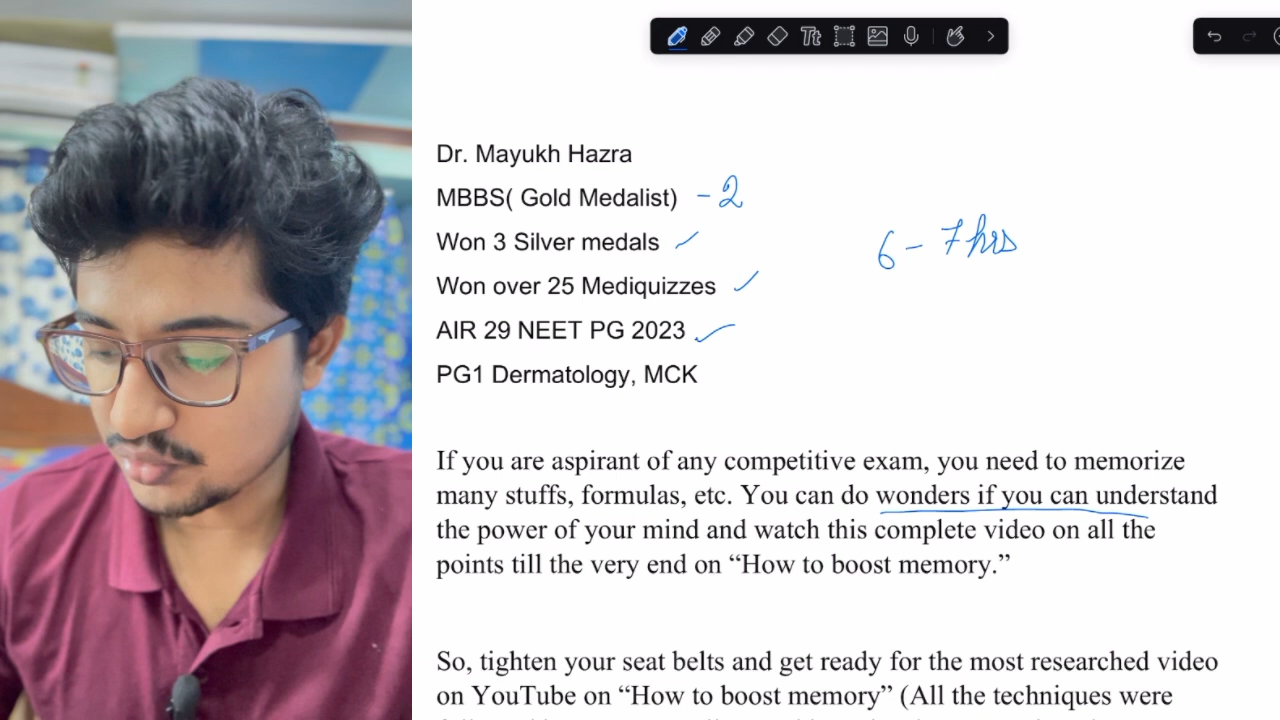 Tt
Dr. Mayukh Hazra
MBBS( Gold Medalist) - 2
Won 3 Silver medals
6 - 7 hrs
Won over 25 Mediquizzes
AIR 29 NEET PG 2023
PG1 Dermatology, MCK
If you are aspirant of any competitive exam, you need to memorize
many stuffs, formulas, etc. You can do wonders if you can understand
the power of your mind and watch this complete video on all the
points till the very end on “How to boost memory.”
So, tighten your seat belts and get ready for the most researched video
on YouTube on “How to boost memory” (All the techniques were